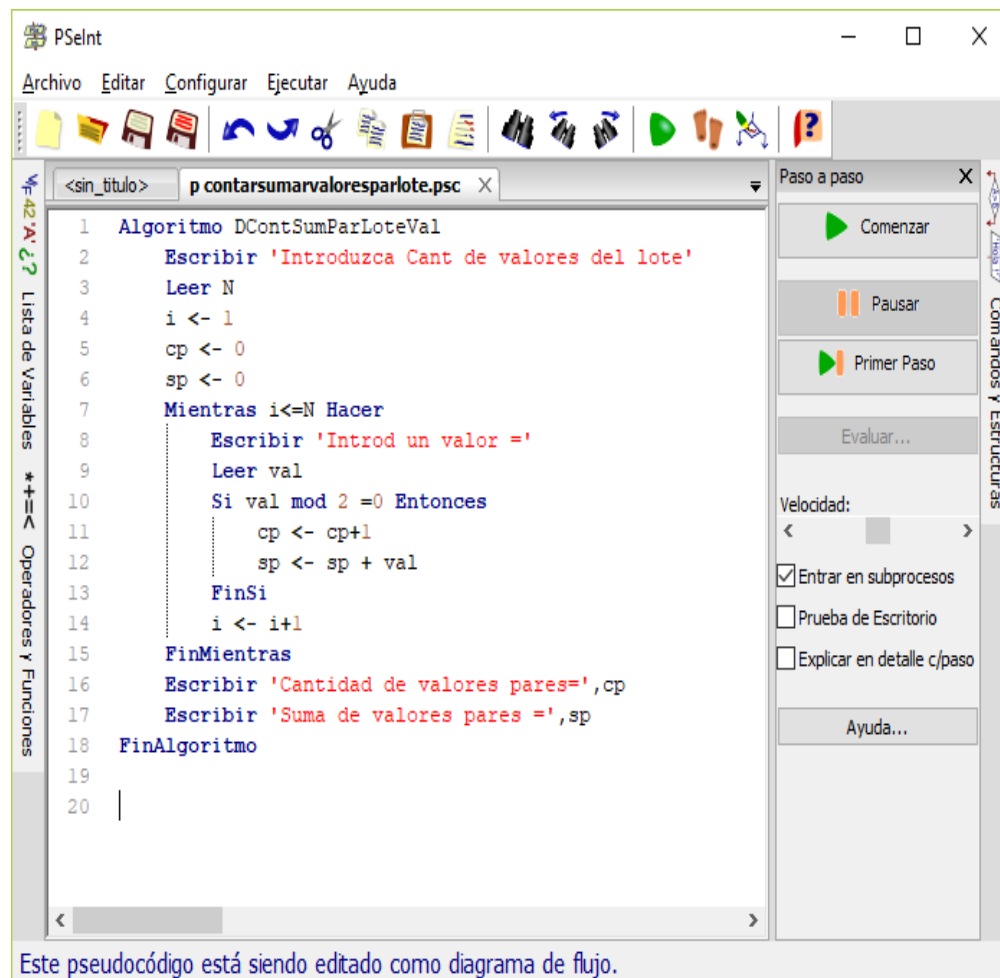 PSeInt
Archivo Editar Configurar Ejecutar Ayuda
<sin_titulo> p contarsumarvaloresparlote.psc
1 Algoritmo DContSumParLoteVal
2 Escribir 'Introduzca Cant de valores del lote'
3 Leer N
4 i <- 1
5 cp <- 0
6 sp <- 0
7 Mientras i<=N Hacer
8 Escribir 'Introd un valor ='
9 Leer val
10 Si val mod 2 =0 Entonces
11 cp <- cp+1
12 sp <- sp + val
13 FinSi
14 i <- i+1
15 FinMientras
16 Escribir 'Cantidad de valores pares=',cp
17 Escribir 'Suma de valores pares =',sp
18 FinAlgoritmo
19
20
42 'A' ¿? Lista de Variables
*+=< Operadores y Funciones
Paso a paso X
Comenzar
Pausar
Primer Paso
Evaluar...
Velocidad:
Entrar en subprocesos
Prueba de Escritorio
Explicar en detalle c/paso
Ayuda...
Comandos y Estructuras
Este pseudocódigo está siendo editado como diagrama de flujo.